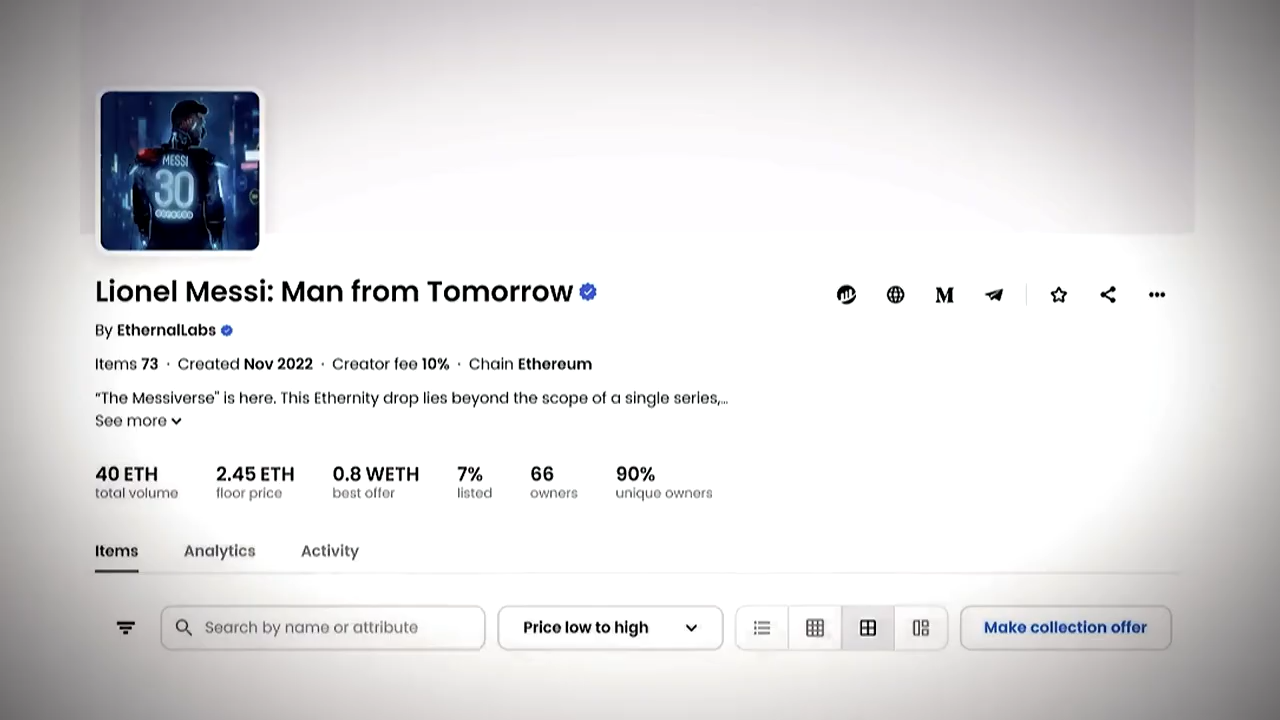 MESSI
30
Lionel Messi: Man from Tomorrow
By EthernalLabs
Items 73 · Created Nov 2022 · Creator fee 10% · Chain Ethereum
“The Messiverse" is here. This Ethernity drop lies beyond the scope of a single series,...
See more
40 ETH 2.45 ETH 0.8 WETH 7% 66 90%
total volume floor price best offer listed owners unique owners
Items Analytics Activity
Search by name or attribute Price low to high Make collection offer